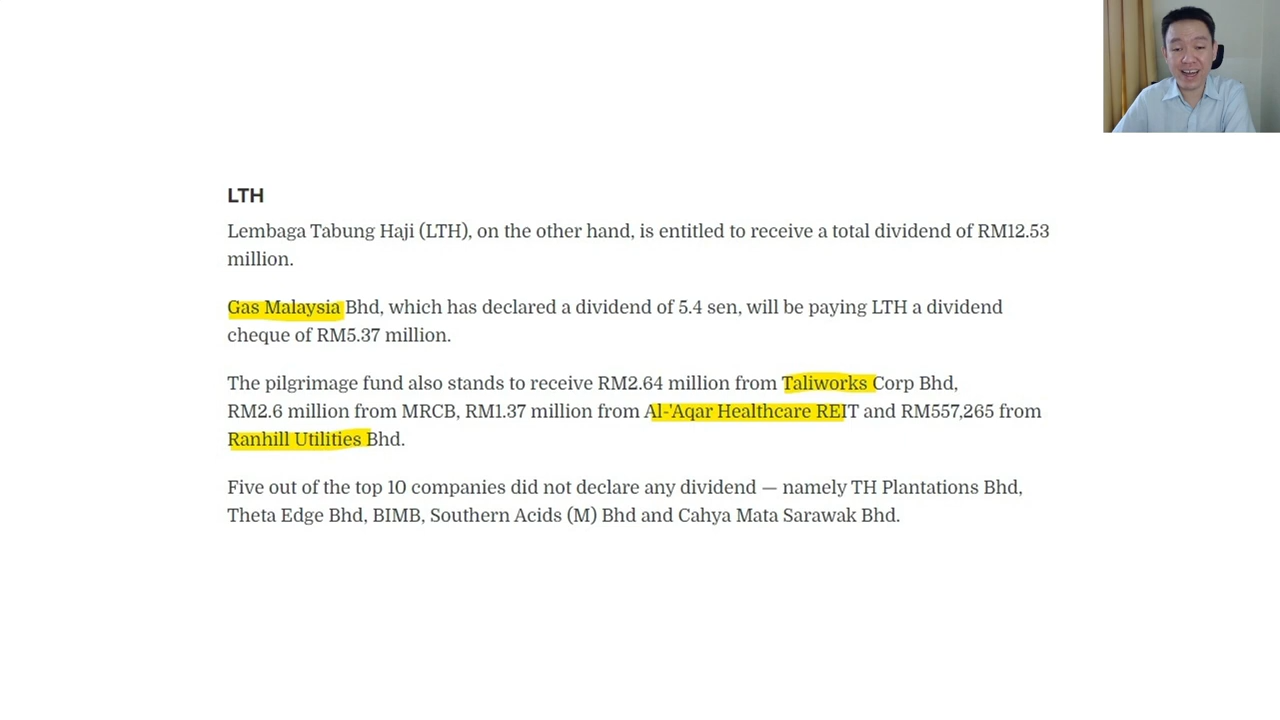 LTH
Lembaga Tabung Haji (LTH), on the other hand, is entitled to receive a total dividend of RM12.53
million.
Gas Malaysia Bhd, which has declared a dividend of 5.4 sen, will be paying LTH a dividend
cheque of RM5.37 million.
The pilgrimage fund also stands to receive RM2.64 million from Taliworks Corp Bhd,
RM2.6 million from MRCB, RM1.37 million from Al-'Aqar Healthcare REIT and RM557,265 from
Ranhill Utilities Bhd.
Five out of the top 10 companies did not declare any dividend — namely TH Plantations Bhd,
Theta Edge Bhd, BIMB, Southern Acids (M) Bhd and Cahya Mata Sarawak Bhd.